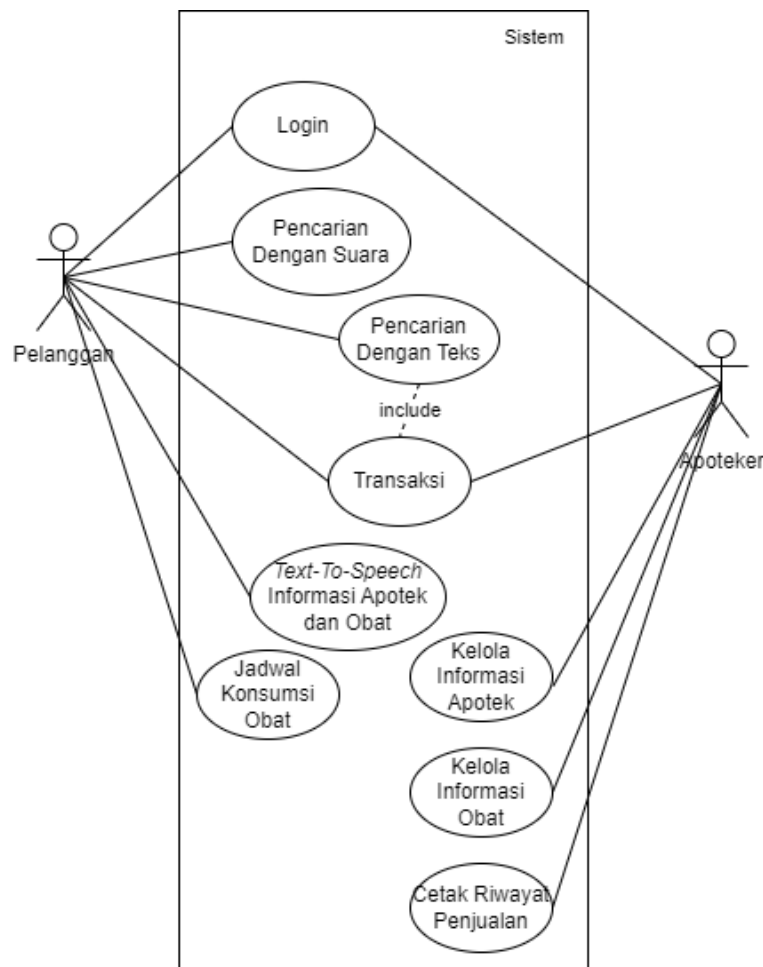 Sistem
Login
Pencarian
Dengan Suara
Pencarian
Dengan Teks
Pelanggan
include
Apoteker
Transaksi
Text-To-Speech
Informasi Apotek
dan Obat
Jadwal
Konsumsi
Obat
Kelola
Informasi
Apotek
Kelola
Informasi
Obat
Cetak Riwayat
Penjualan